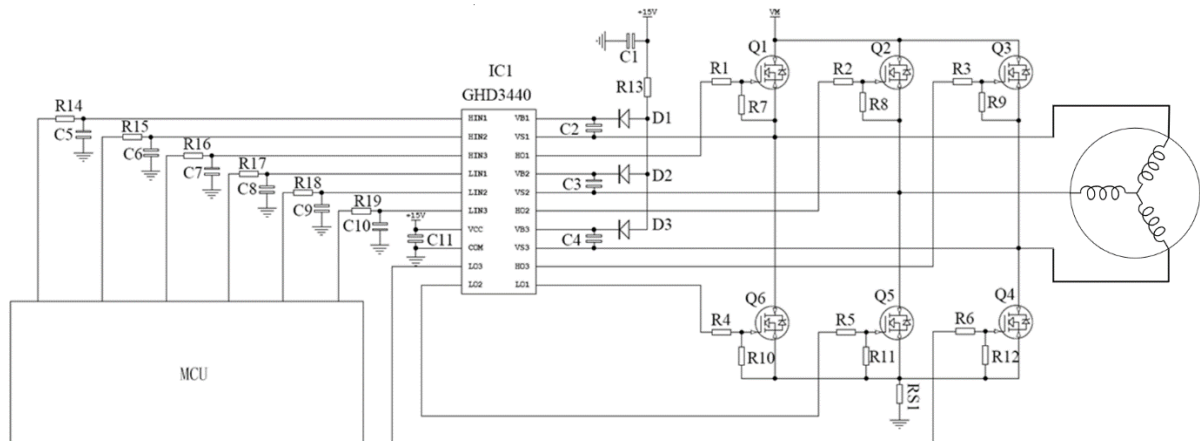 +15V
VM
C1
Q1
Q2
Q3
IC1
GHD3440
R13
R1
R2
R3
R7
R8
R9
R14
C5
R15
C6
R16
C7
R17
C8
R18
C9
R19
C10
+15V
C11
HIN1
HIN2
HIN3
LIN1
LIN2
LIN3
VCC
COM
LO3
LO2
VB1
VS1
HO1
VB2
VS2
HO2
VB3
VS3
HO3
LO1
C2
D1
C3
D2
C4
D3
Q6
Q5
Q4
R4
R5
R6
R10
R11
R12
RS1
MCU